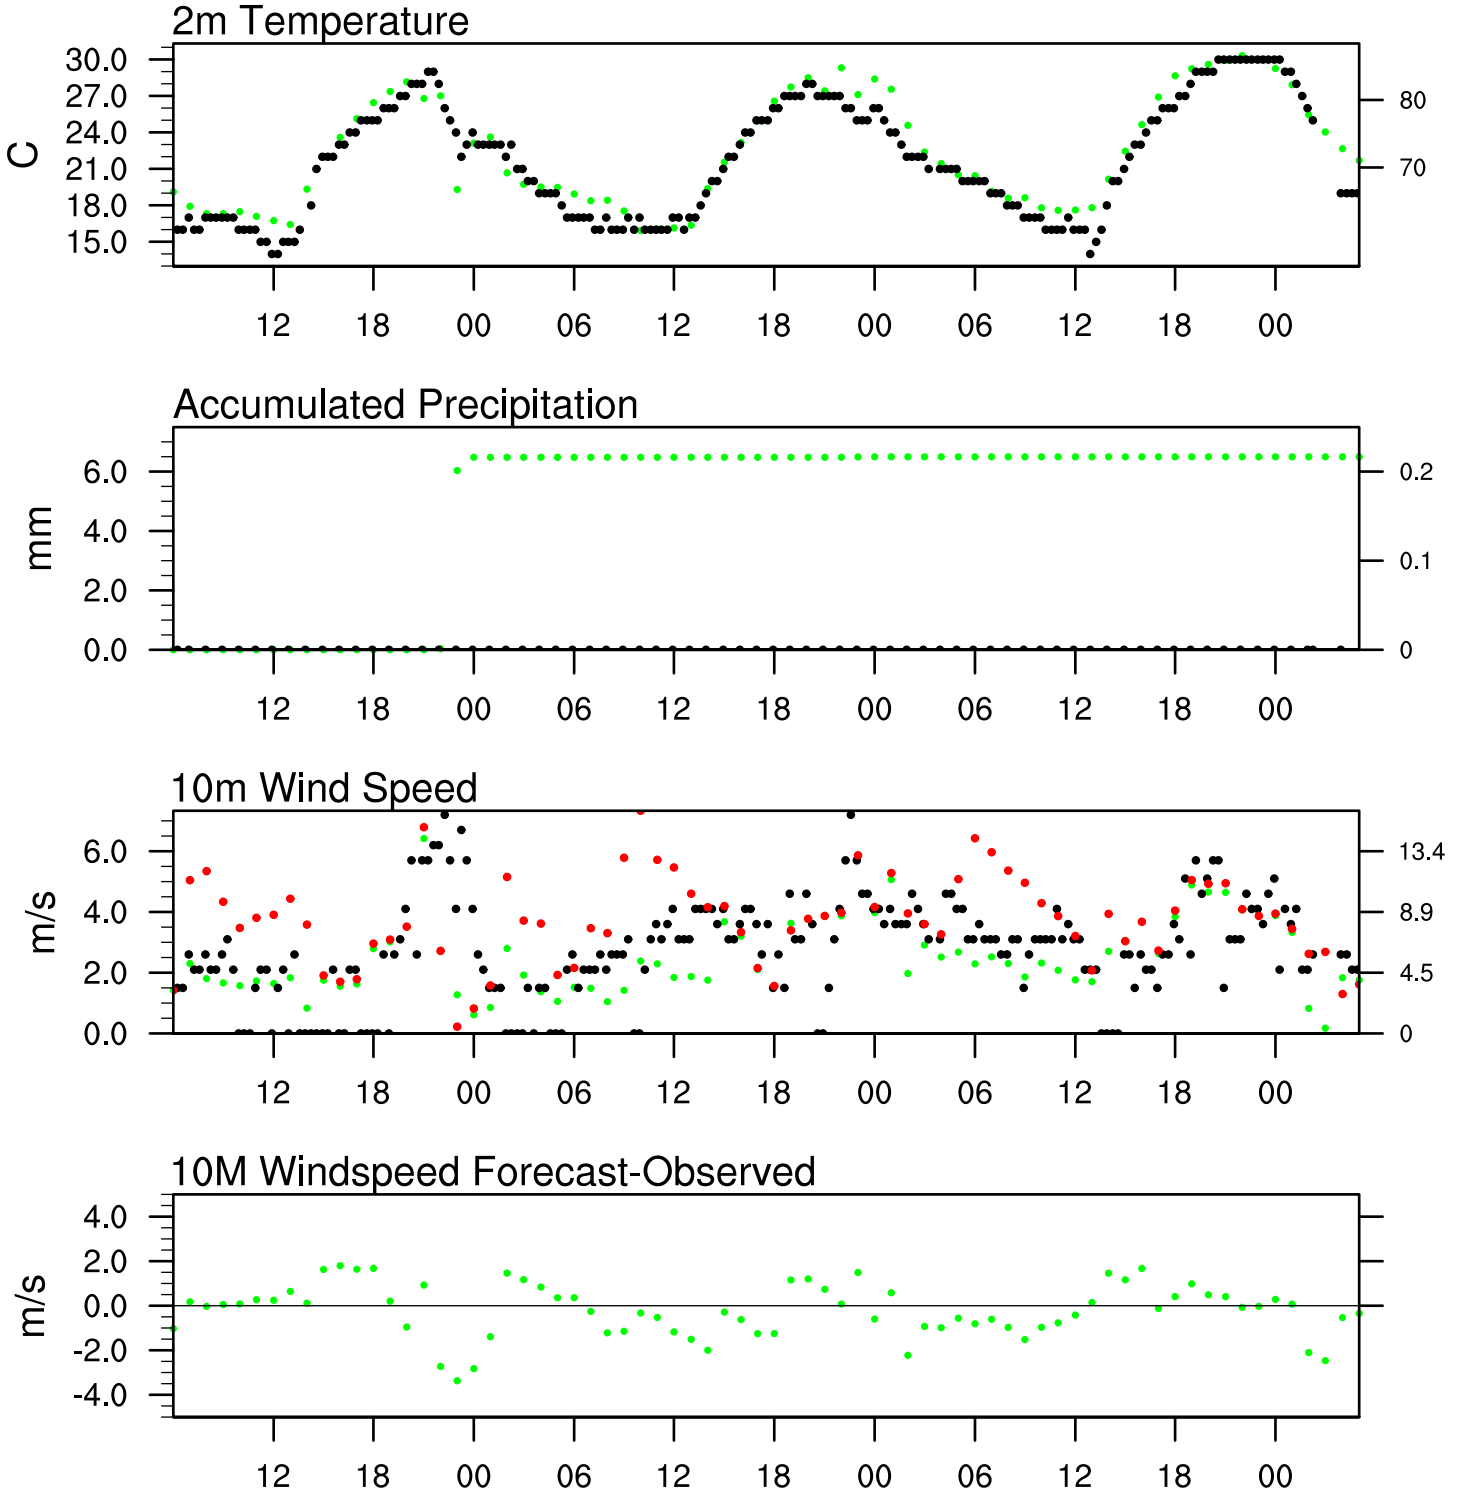 2m Temperature
30.0
27.0
24.0
21.0
18.0
15.0
C
80
70
12 18 00 06 12 18 00 06 12 18 00
Accumulated Precipitation
6.0
4.0
2.0
0.0
mm
0.2
0.1
0
12 18 00 06 12 18 00 06 12 18 00
10m Wind Speed
6.0
4.0
2.0
0.0
m/s
13.4
8.9
4.5
0
12 18 00 06 12 18 00 06 12 18 00
10M Windspeed Forecast-Observed
4.0
2.0
0.0
-2.0
-4.0
m/s
12 18 00 06 12 18 00 06 12 18 00